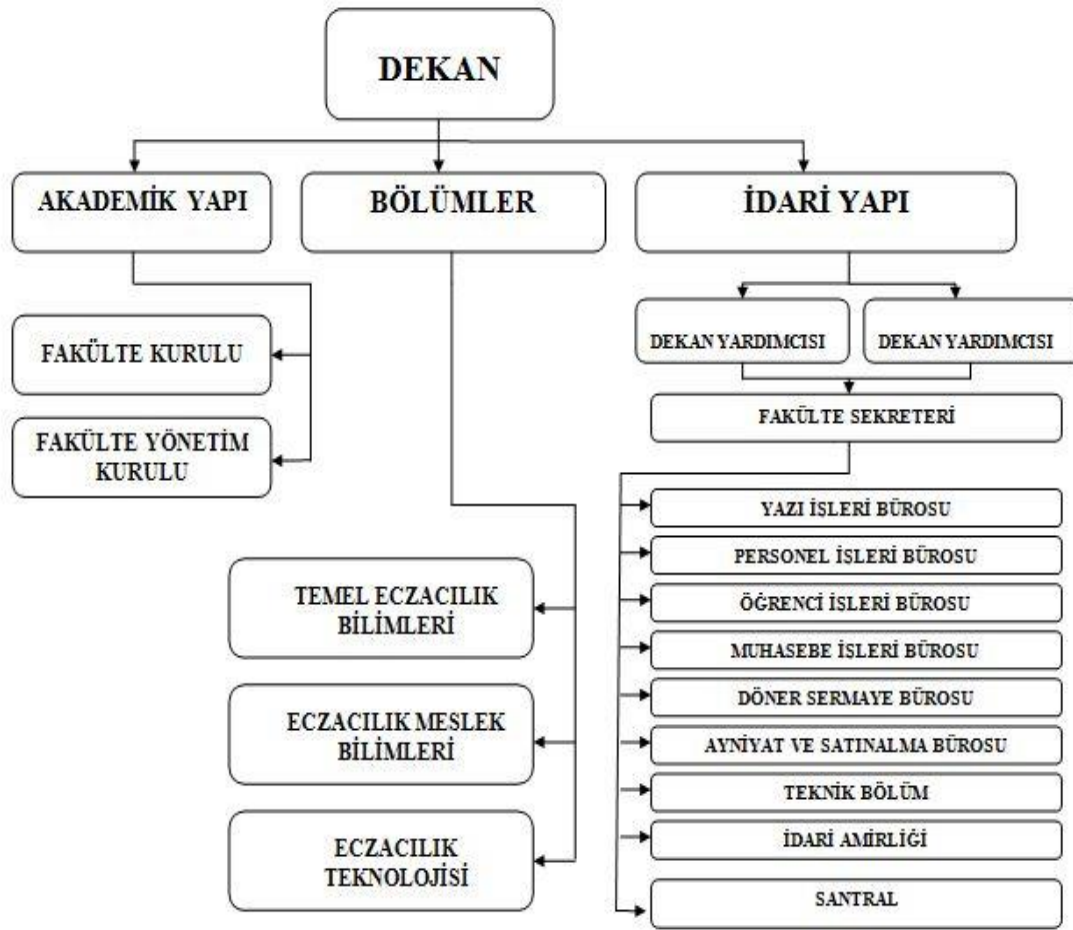 DEKAN
AKADEMİK YAPI
BÖLÜMLER
İDARİ YAPI
DEKAN YARDIMCISI
DEKAN YARDIMCISI
FAKÜLTE KURULU
FAKÜLTE SEKRETERİ
FAKÜLTE YÖNETİM
KURULU
YAZI İŞLERİ BÜROSU
PERSONEL İŞLERİ BÜROSU
ÖĞRENCİ İŞLERİ BÜROSU
MUHASEBE İŞLERİ BÜROSU
DÖNER SERMAYE BÜROSU
AYNİYAT VE SATINALMA BÜROSU
TEKNİK BÖLÜM
İDARİ AMİRLİĞİ
SANTRAL
TEMEL ECZACILIK
BİLİMLERİ
ECZACILIK MESLEK
BİLİMLERİ
ECZACILIK
TEKNOLOJİSİ